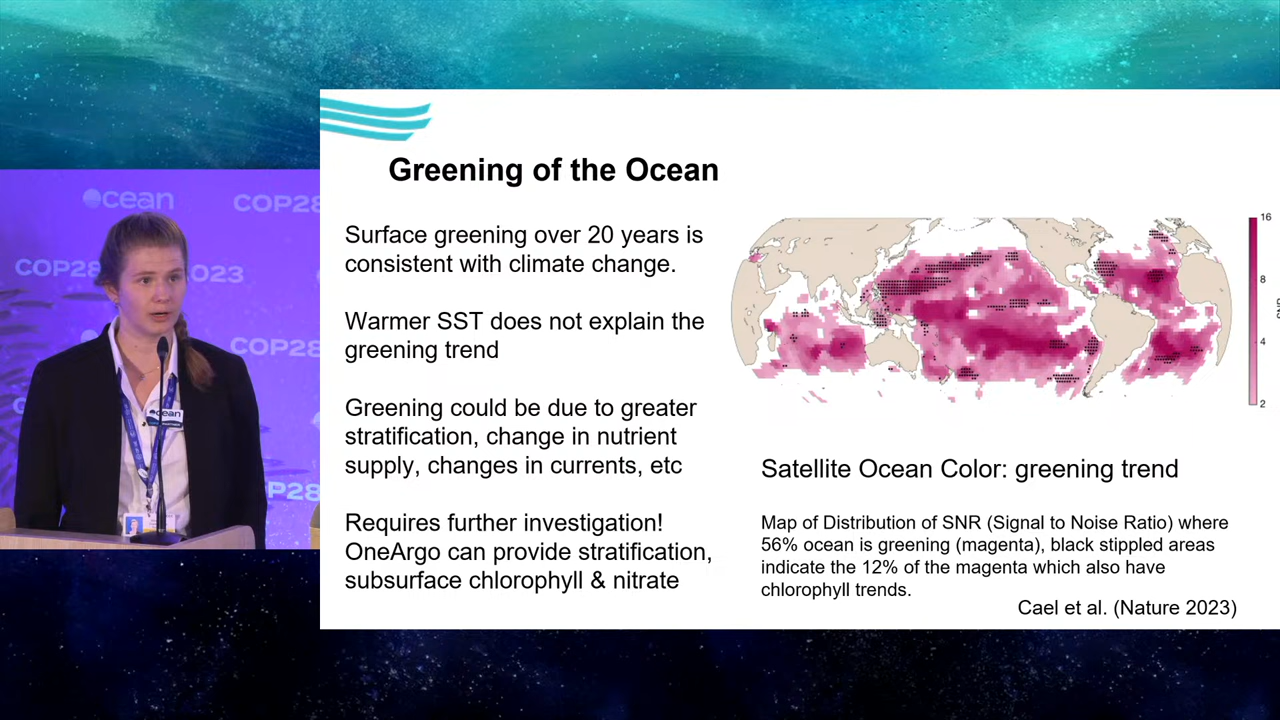 ocean
COP28
COP28
2023
COP28
P28
ocean
Greening of the Ocean
Surface greening over 20 years is
consistent with climate change.
Warmer SST does not explain the
greening trend
Greening could be due to greater
stratification, change in nutrient
supply, changes in currents, etc
Requires further investigation!
OneArgo can provide stratification,
subsurface chlorophyll & nitrate
16
8
4
2
Satellite Ocean Color: greening trend
Map of Distribution of SNR (Signal to Noise Ratio) where
56% ocean is greening (magenta), black stippled areas
indicate the 12% of the magenta which also have
chlorophyll trends.
Cael et al. (Nature 2023)